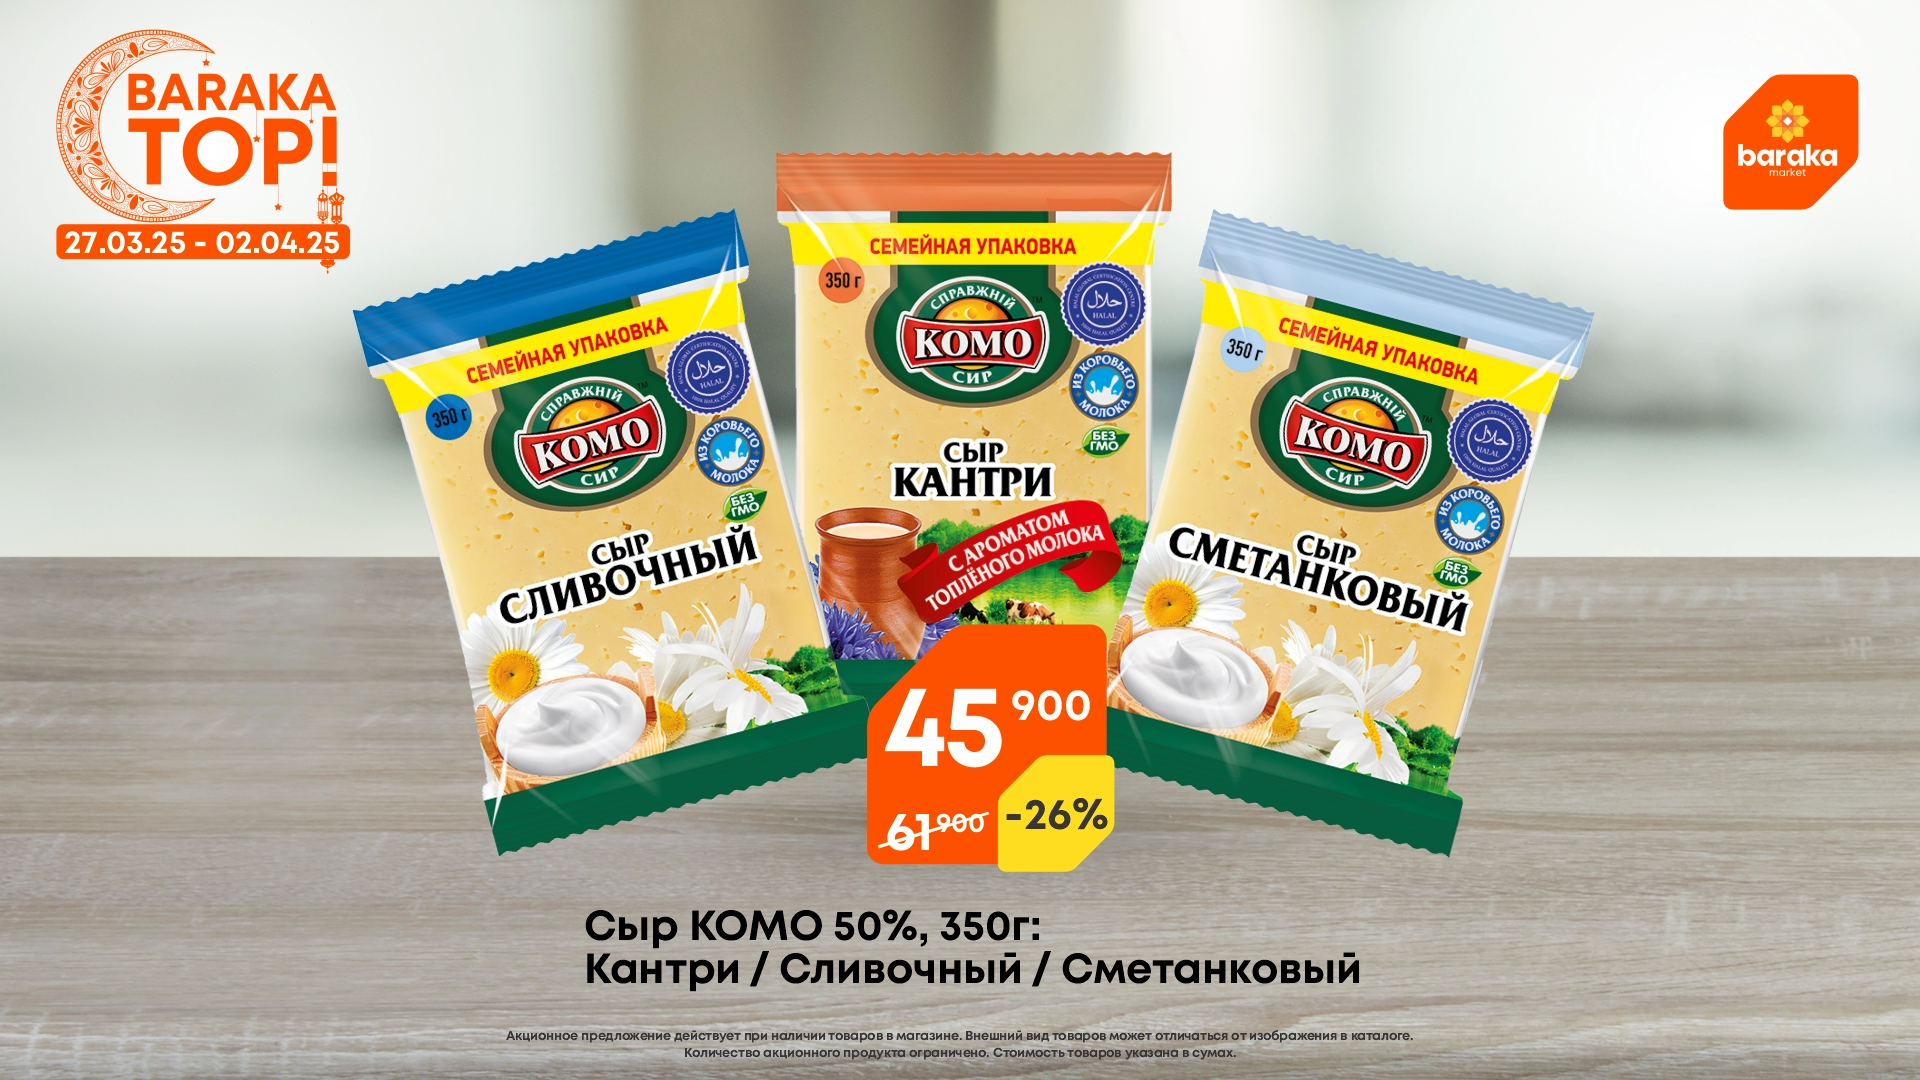 BARAKA
TOP!
27.03.25 - 02.04.25
baraka
market
СЕМЕЙНАЯ УПАКОВКА
350 г
СПРАВЖНІЙ
КОМО
СИР
HALAL
ИЗ КОРОВЬЕГО
МОЛОКА
БЕЗ
ГМО
СЫР
СЛИВОЧНЫЙ
СЕМЕЙНАЯ УПАКОВКА
350 г
СПРАВЖНІЙ
TM
КОМО
СИР
حلال
HALAL
ИЗ КОРОВЬЕГО
МОЛОКА
БЕЗ
ГМО
СЫР
КАНТРИ
С АРОМАТОМ
ТОПЛЁНОГО МОЛОКА
СЕМЕЙНАЯ УПАКОВКА
350 г
СПРАВЖНІЙ
КОМО
СИР
حلال
HALAL
ИЗ КОРОВЬЕГО
МОЛОКА
БЕЗ
ГМО
СЫР
СМЕТАНКОВЫЙ
45 900
61 900
-26%
Сыр КОМО 50%, 350г:
Кантри / Сливочный / Сметанковый
Акционное предложение действует при наличии товаров в магазине. Внешний вид товаров может отличаться от изображения в каталоге.
Количество акционного продукта ограничено. Стоимость товаров указана в сумах.